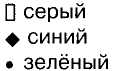 ▯ серый
◆ синий
● зелёный